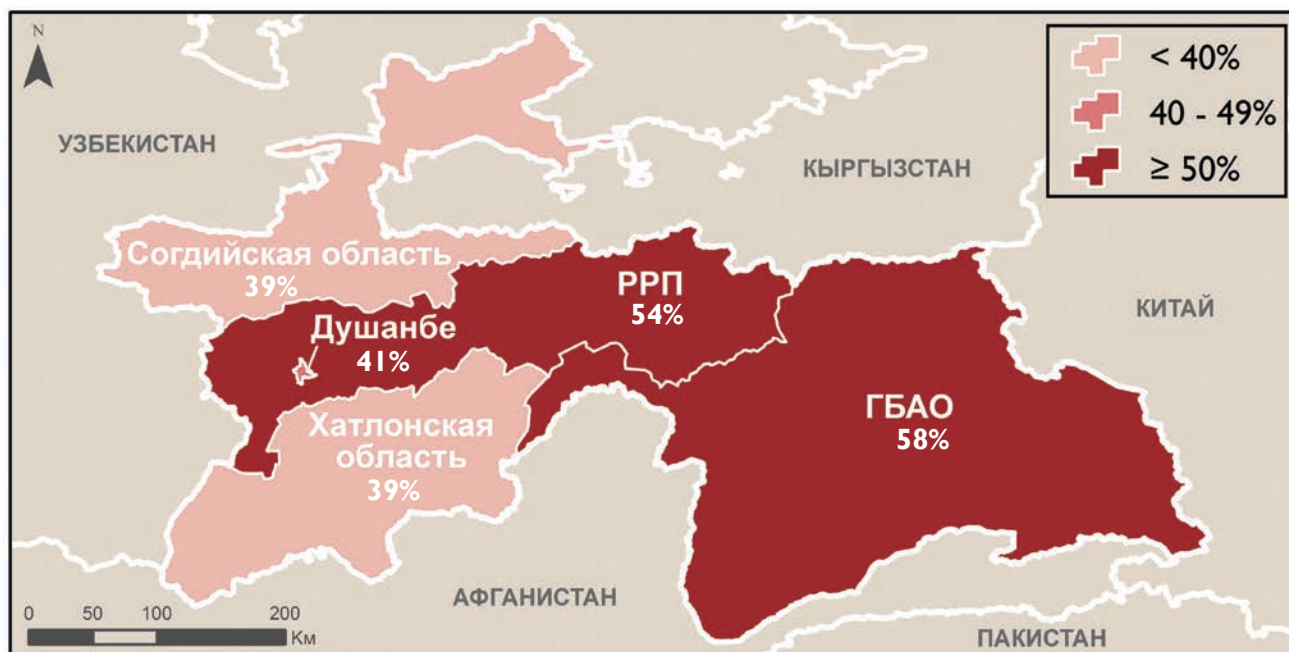 N
< 40%
40 - 49%
≥ 50%
УЗБЕКИСТАН
КЫРГЫЗСТАН
Согдийская область
39%
РРП
54%
КИТАЙ
Душанбе
41%
ГБАО
58%
Хатлонская
область
39%
АФГАНИСТАН
ПАКИСТАН
0 50 100 200
Км